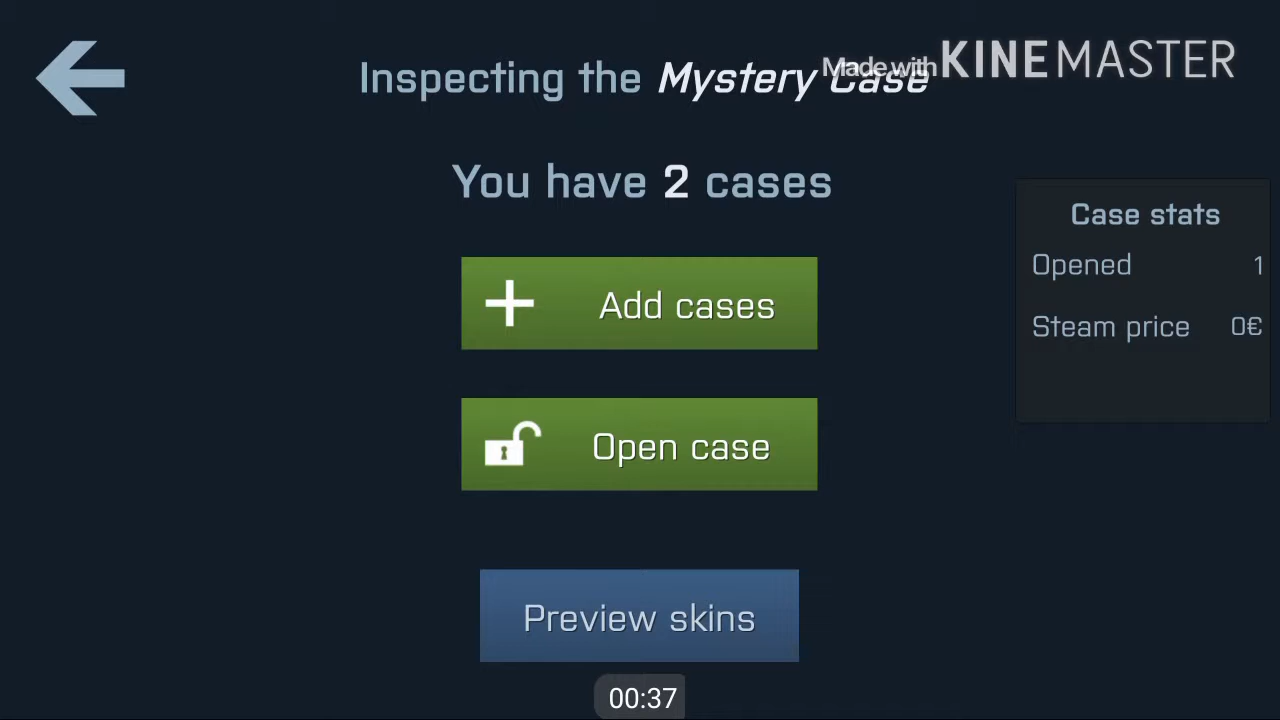 Inspecting the Mystery Case
Made with KINEMASTER
You have 2 cases
Case stats
Opened 1
Steam price 0€
Add cases
Open case
Preview skins
00:37